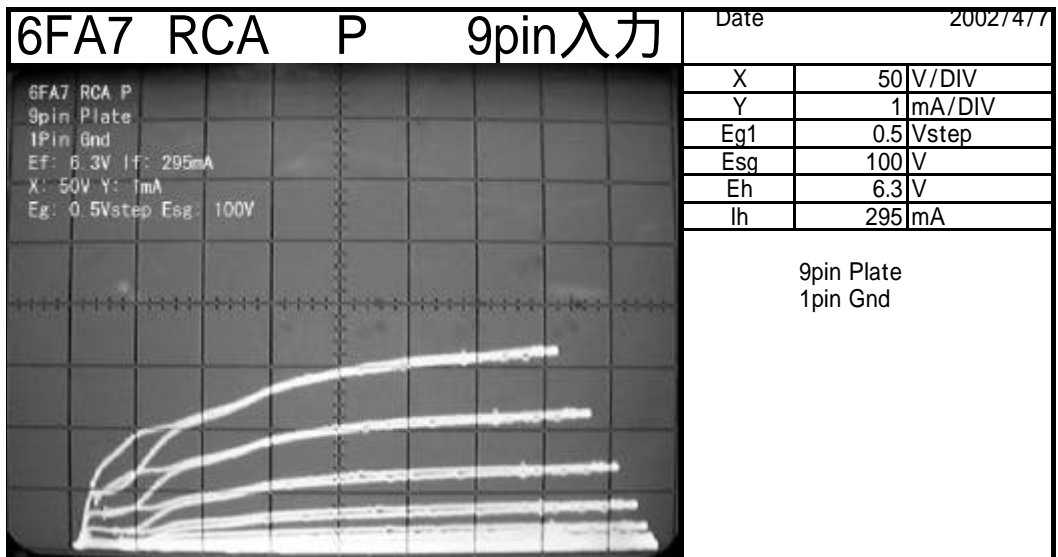 6FA7 RCA P 9pin入力
Date 2002/4/7
6FA7 RCA P
9pin Plate
1Pin Gnd
Ef: 6.3V If: 295mA
X: 50V Y: 1mA
Eg: 0.5Vstep Esg: 100V
X 50 V/DIV
Y 1 mA/DIV
Eg1 0.5 Vstep
Esg 100 V
Eh 6.3 V
Ih 295 mA
9pin Plate
1pin Gnd